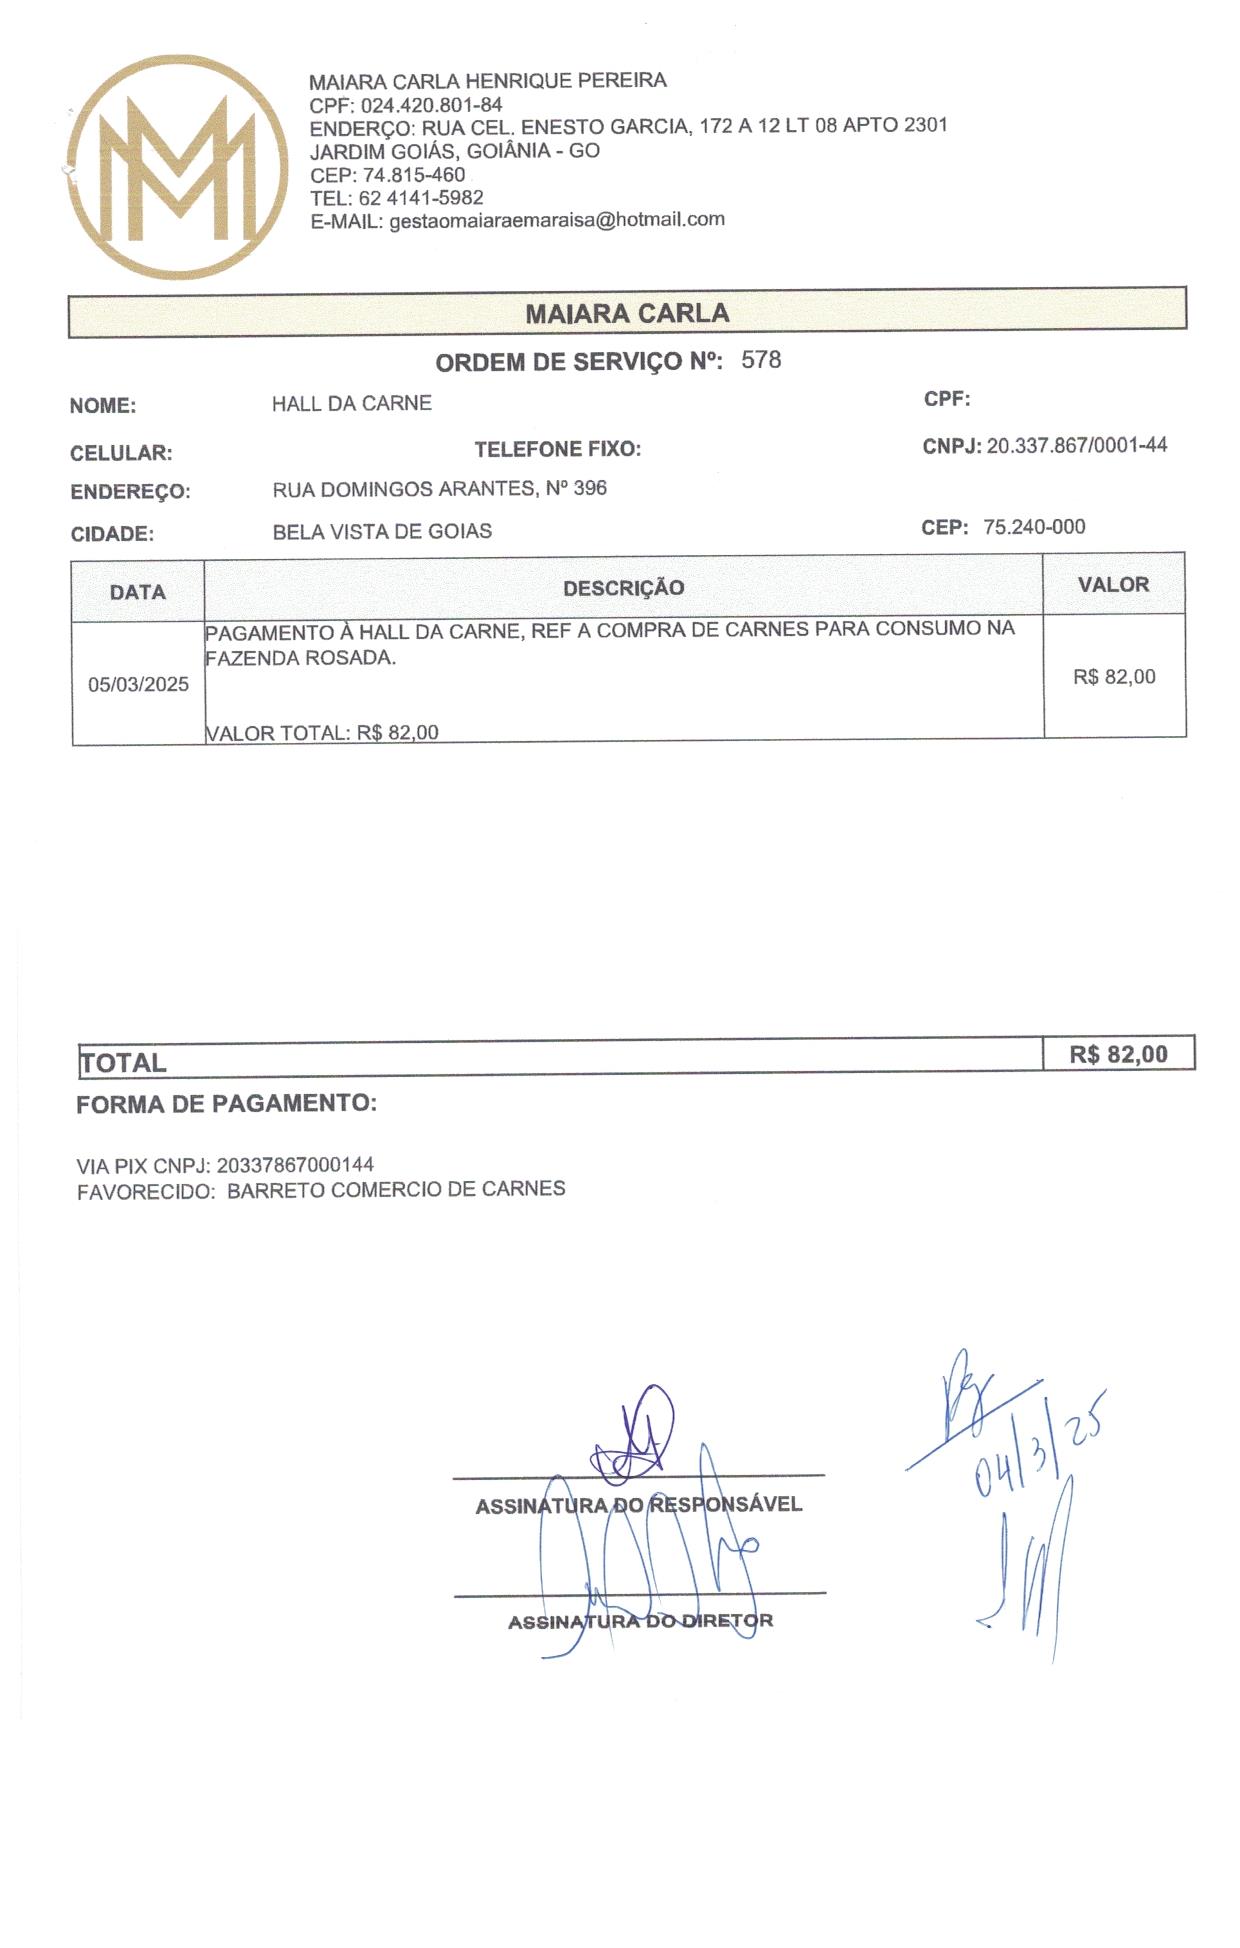 MAIARA CARLA HENRIQUE PEREIRA
CPF: 024.420.801-84
ENDERÇO: RUA CEL. ENESTO GARCIA, 172 A 12 LT 08 APTO 2301
JARDIM GOIÁS, GOIÂNIA - GO
CEP: 74.815-460
TEL: 62 4141-5982
E-MAIL: gestaomaiaraemaraisa@hotmail.com
MAIARA CARLA
ORDEM DE SERVIÇO Nº: 578
NOME: HALL DA CARNE CPF:
CELULAR: TELEFONE FIXO: CNPJ: 20.337.867/0001-44
ENDEREÇO: RUA DOMINGOS ARANTES, Nº 396
CIDADE: BELA VISTA DE GOIAS CEP: 75.240-000
DATA DESCRIÇÃO VALOR
PAGAMENTO À HALL DA CARNE, REF A COMPRA DE CARNES PARA CONSUMO NA
FAZENDA ROSADA.
05/03/2025 R$ 82,00
VALOR TOTAL: R$ 82,00
TOTAL R$ 82,00
FORMA DE PAGAMENTO:
VIA PIX CNPJ: 20337867000144
FAVORECIDO: BARRETO COMERCIO DE CARNES
Pg
04/3/25
ASSINATURA DO RESPONSÁVEL
ASSINATURA DO DIRETOR